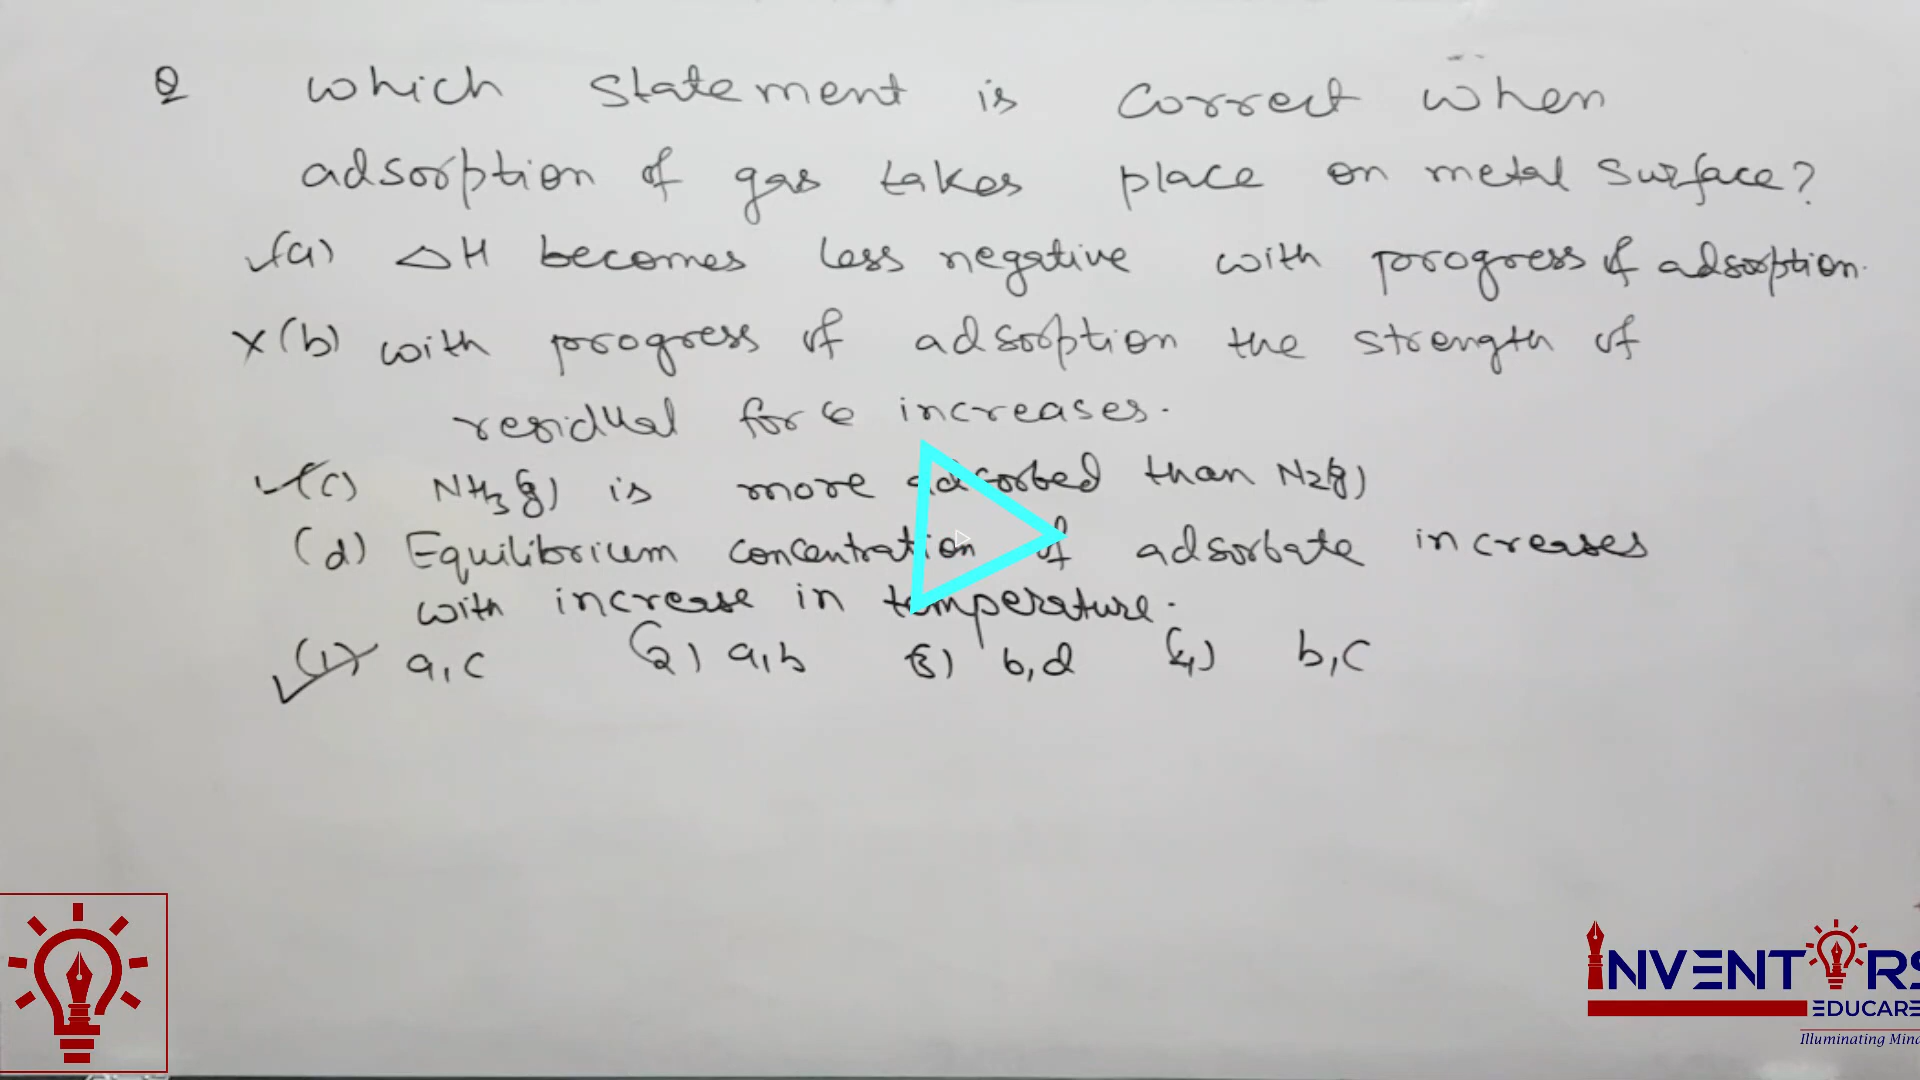 Q which statement is correct when
adsorption of gas takes place on metal surface?
(a) △H becomes less negative with progress of adsorption.
x (b) with progress of adsorption the strength of
residual force increases.
(c) NH3(g) is more adsorbed than N2(g)
(d) Equilibrium concentration of adsorbate increases
with increase in temperature.
(1) a,c (2) a,b (3) b,d (4) b,c
INVENTORS
EDUCARE
Illuminating Mind